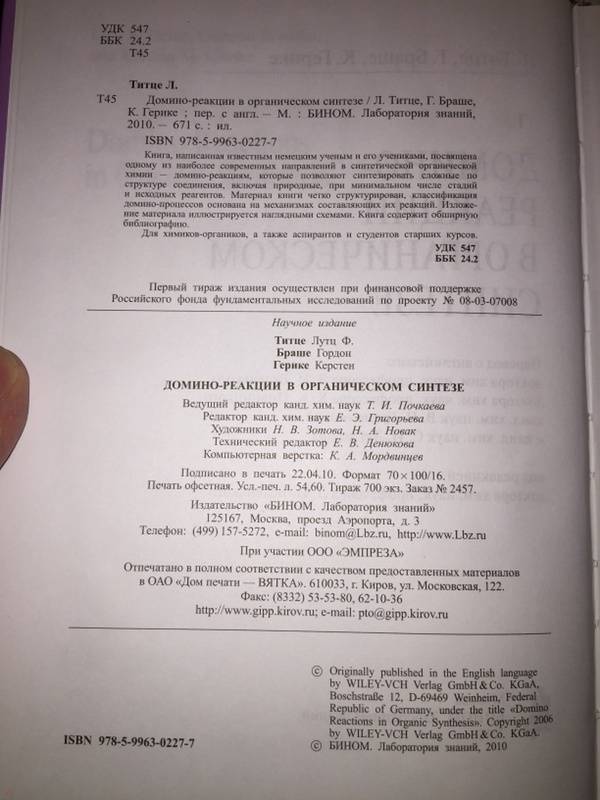 УДК 547
ББК 24.2
Т45
Титце Л.
Т45 Домино-реакции в органическом синтезе / Л. Титце, Г. Браше,
К. Герике ; пер. с англ. — М. : БИНОМ. Лаборатория знаний,
2010. — 671 с. : ил.
ISBN 978-5-9963-0227-7
Книга, написанная известным немецким ученым и его учениками, посвящена
одному из наиболее современных направлений в синтетической органической
химии — домино-реакциям, которые позволяют синтезировать сложные по
структуре соединения, включая природные, при минимальном числе стадий
и исходных реагентов. Материал книги четко структурирован, классификация
домино-процессов основана на механизмах составляющих их реакций. Изложе-
ние материала иллюстрируется наглядными схемами. Книга содержит обширную
библиографию.
Для химиков-органиков, а также аспирантов и студентов старших курсов.
УДК 547
ББК 24.2
Первый тираж издания осуществлен при финансовой поддержке
Российского фонда фундаментальных исследований по проекту № 08-03-07008
Научное издание
Титце Лутц Ф.
Браше Гордон
Герике Керстен
ДОМИНО-РЕАКЦИИ В ОРГАНИЧЕСКОМ СИНТЕЗЕ
Ведущий редактор канд. хим. наук Т. И. Почкаева
Редактор канд. хим. наук Е. Э. Григорьева
Художники Н. В. Зотова, Н. А. Новак
Технический редактор Е. В. Денюкова
Компьютерная верстка: К. А. Мордвинцев
Подписано в печать 22.04.10. Формат 70×100/16.
Печать офсетная. Усл.-печ. л. 54,60. Тираж 700 экз. Заказ № 2457.
Издательство «БИНОМ. Лаборатория знаний»
125167, Москва, проезд Аэропорта, д. 3
Телефон: (499) 157-5272, e-mail: binom@Lbz.ru, http://www.Lbz.ru
При участии ООО «ЭМПРЕЗА»
Отпечатано в полном соответствии с качеством предоставленных материалов
в ОАО «Дом печати — ВЯТКА». 610033, г. Киров, ул. Московская, 122.
Факс: (8332) 53-53-80, 62-10-36
http://www.gipp.kirov.ru; e-mail: pto@gipp.kirov.ru
© Originally published in the English language
by WILEY-VCH Verlag GmbH & Co. KGaA,
Boschstraße 12, D-69469 Weinheim, Federal
Republic of Germany, under the title «Domino
Reactions in Organic Synthesis». Copyright 2006
by WILEY-VCH Verlag GmbH & Co. KGaA.
ISBN 978-5-9963-0227-7
© БИНОМ. Лаборатория знаний, 2010